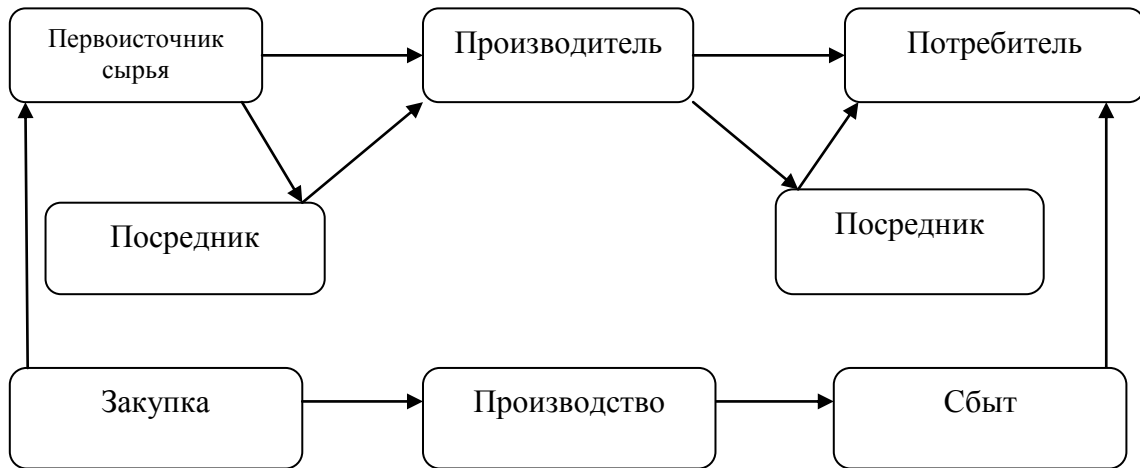 Первоисточник
сырья
Производитель
Потребитель
Посредник
Посредник
Закупка
Производство
Сбыт